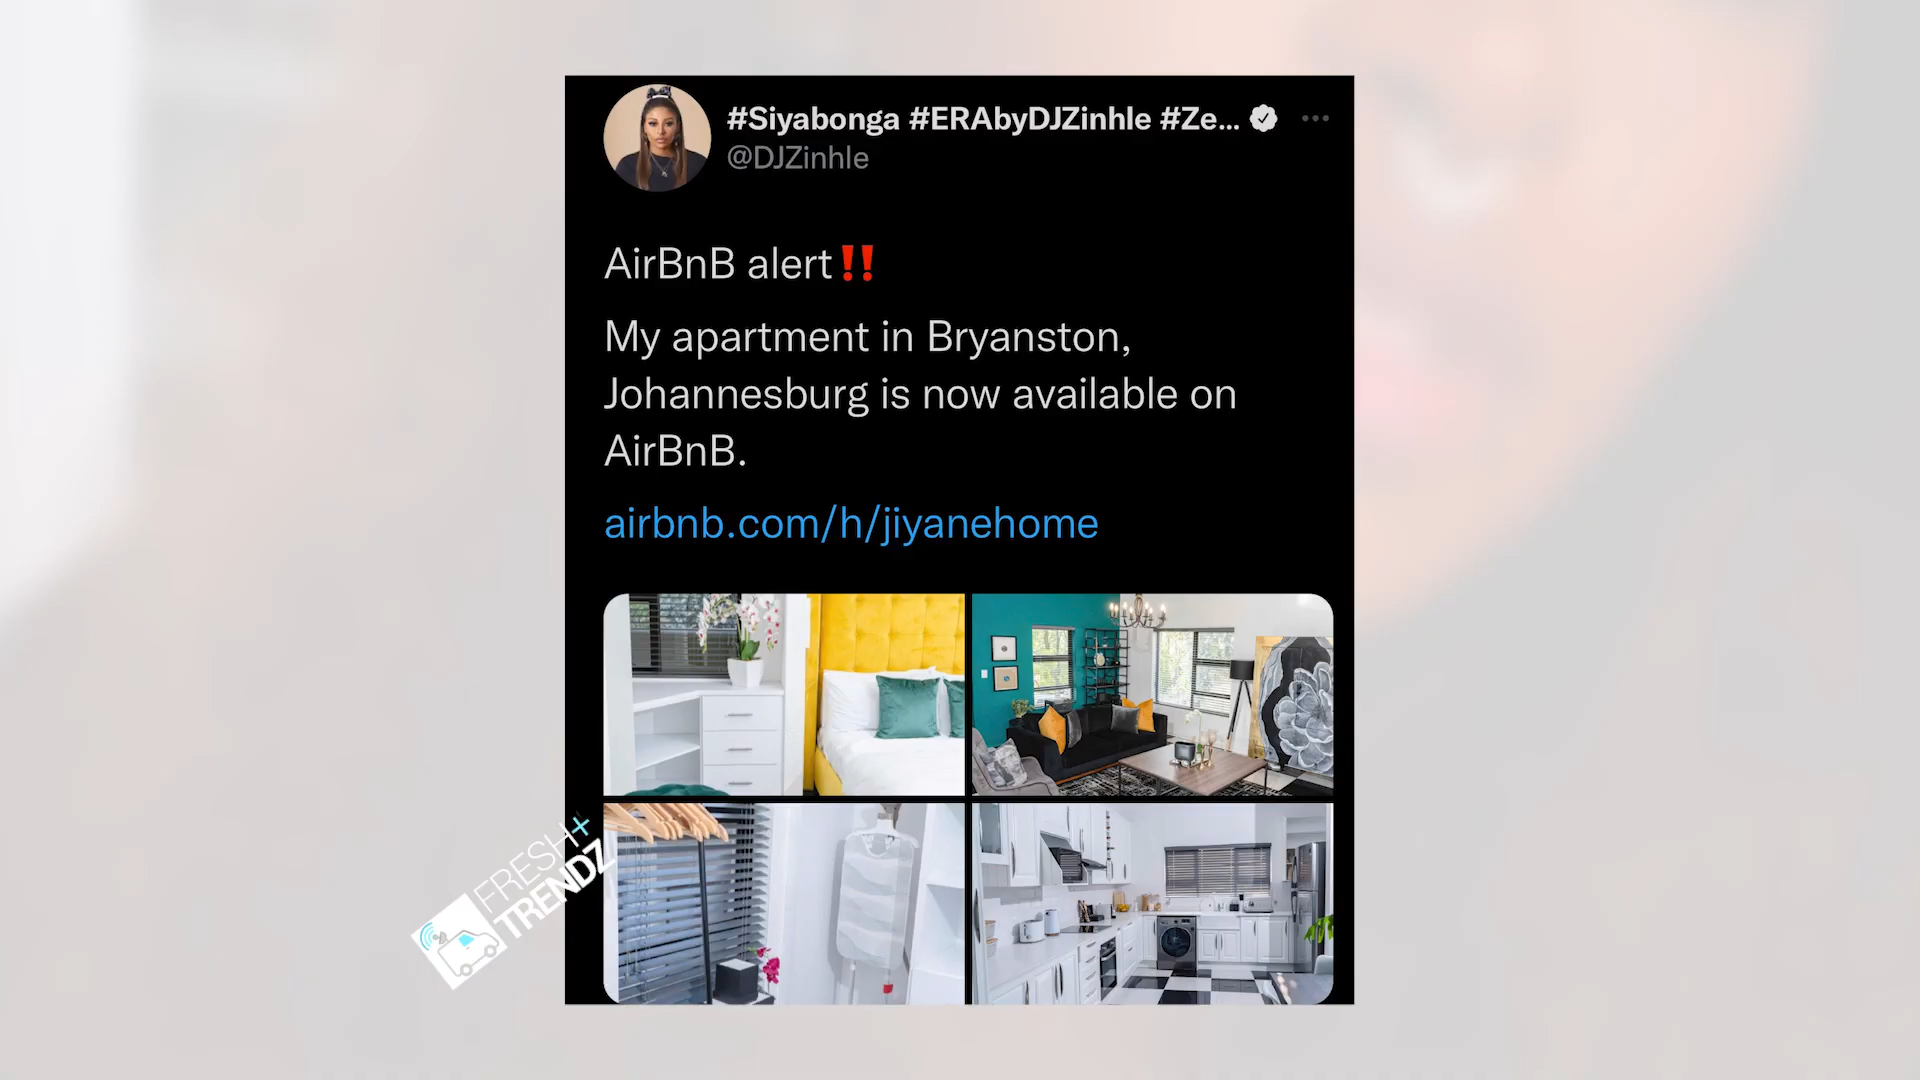 #Siyabonga #ERAbyDJZinhle #Ze...
@DJZinhle
AirBnB alert‼️
My apartment in Bryanston,
Johannesburg is now available on
AirBnB.
airbnb.com/h/jiyanehome
FRESH+
TRENDZ